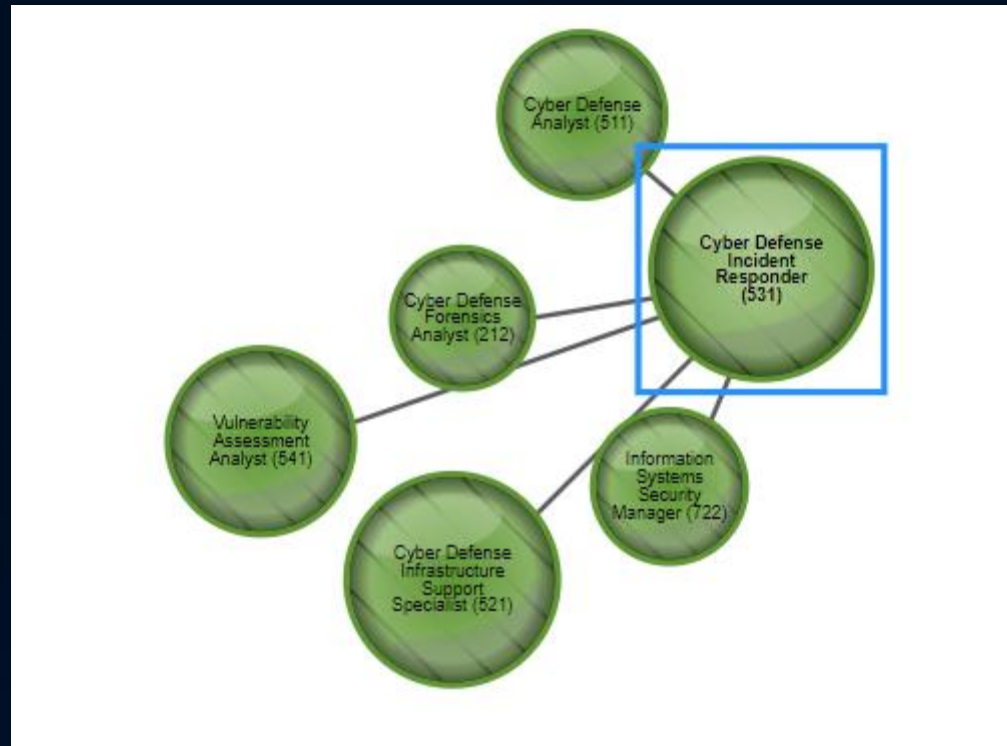 Cyber Defense
Analyst (511)
Cyber Defense
Incident
Responder
(531)
Cyber Defense
Forensics
Analyst (212)
Vulnerability
Assessment
Analyst (541)
Information
Systems
Security
Manager (722)
Cyber Defense
Infrastructure
Support
Specialist (521)